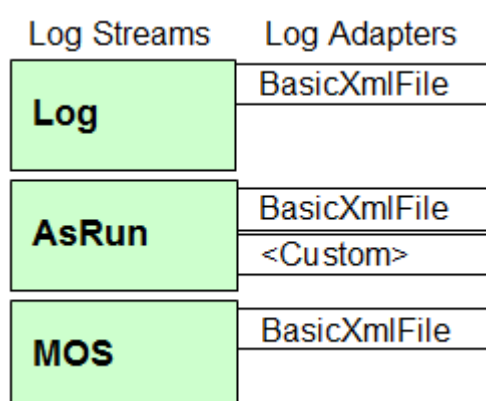 Log Streams Log Adapters
Log BasicXmlFile
AsRun BasicXmlFile
<Custom>
MOS BasicXmlFile